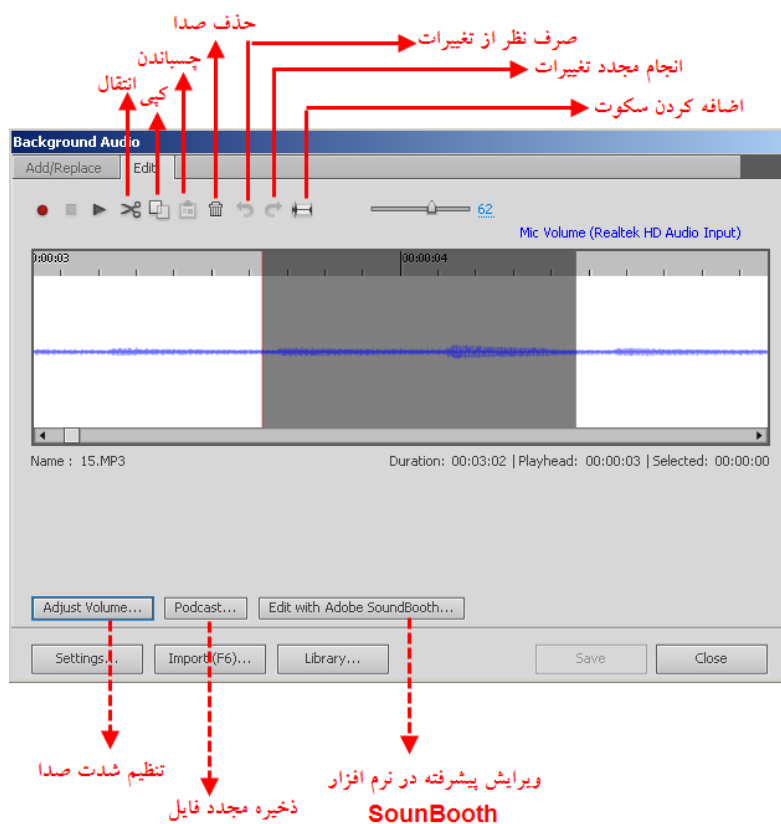 حذف صدا
صرف نظر از تغییرات
چسباندن
انجام مجدد تغییرات
انتقال
کپی
اضافه کردن سکوت
Background Audio
Add/Replace
Edit
62
Mic Volume (Realtek HD Audio Input)
0:00:03
00:00:04
Name : 15.MP3
Duration: 00:03:02 | Playhead: 00:00:03 | Selected: 00:00:00
Adjust Volume...
Podcast...
Edit with Adobe SoundBooth...
Settings...
Import (F6)...
Library...
Save
Close
تنظیم شدت صدا
ذخیره مجدد فایل
ویرایش پیشرفته در نرم افزار
SounBooth